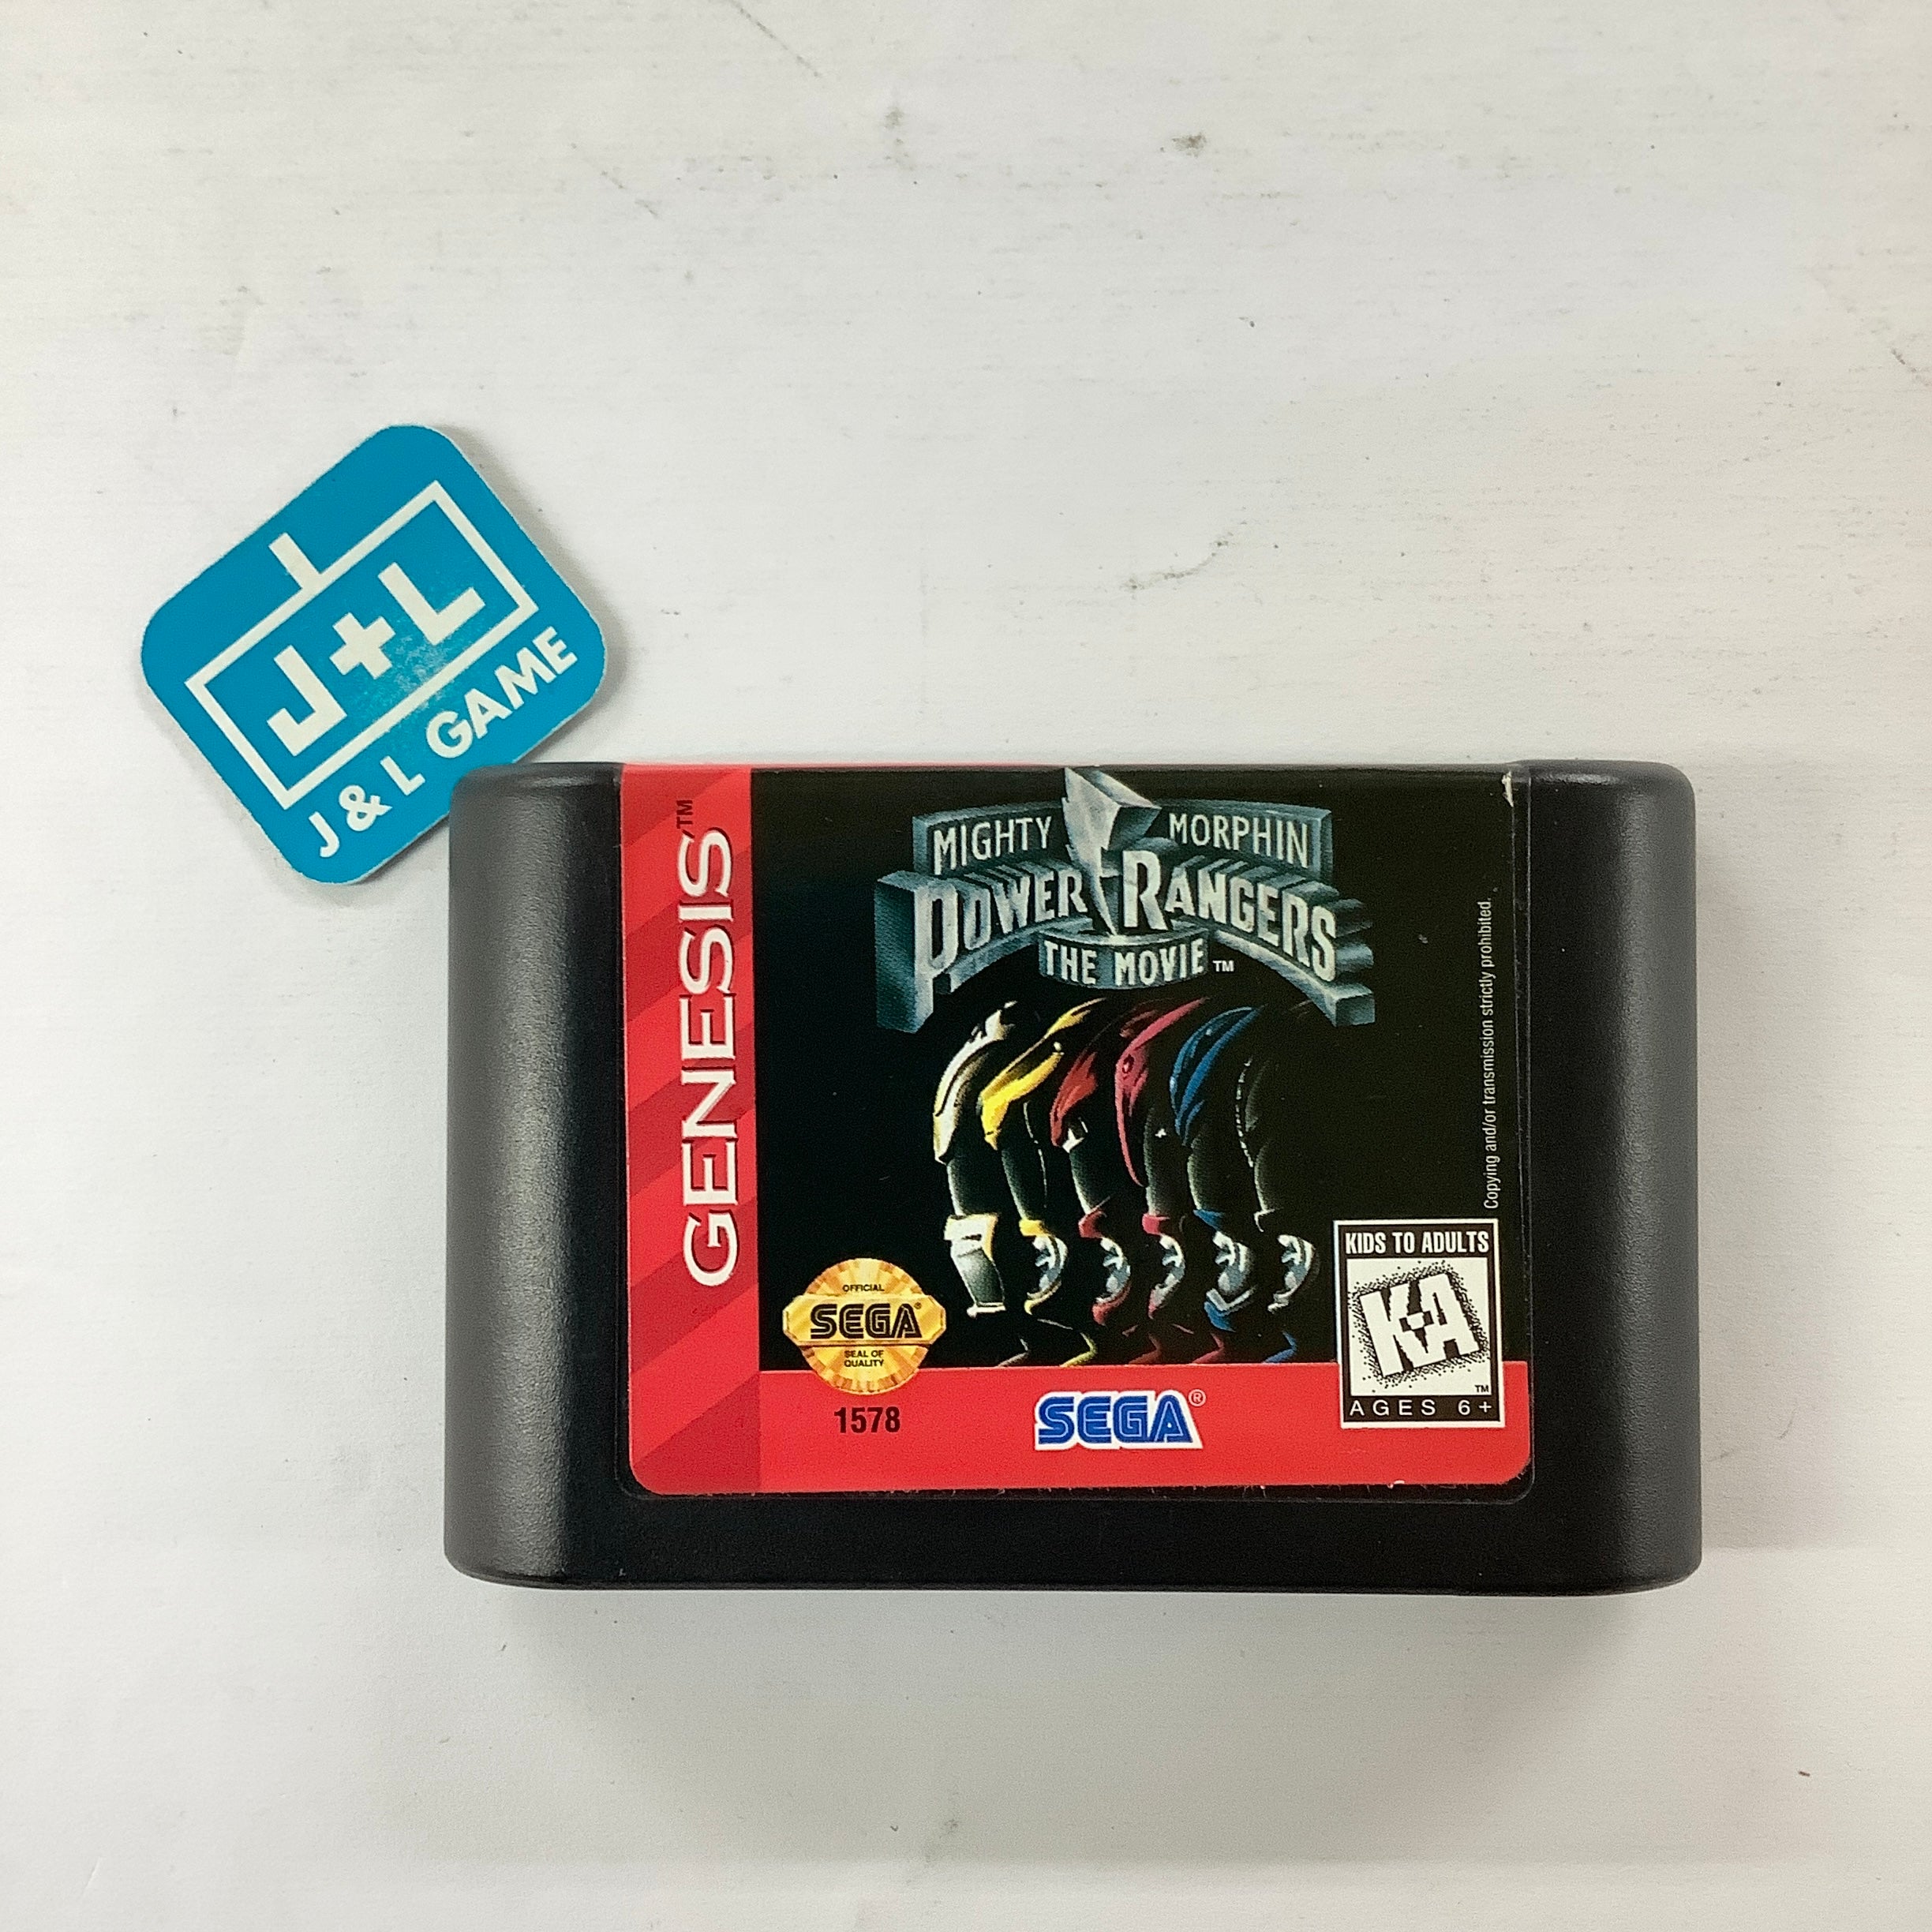 J+L
J & L GAME
GENESIS™
MIGHTY MORPHIN
POWER RANGERS
THE MOVIE™
Copying and/or transmission strictly prohibited.
OFFICIAL
SEGA®
SEAL OF
QUALITY
1578
SEGA®
KIDS TO ADULTS
K-A
™
AGES 6+